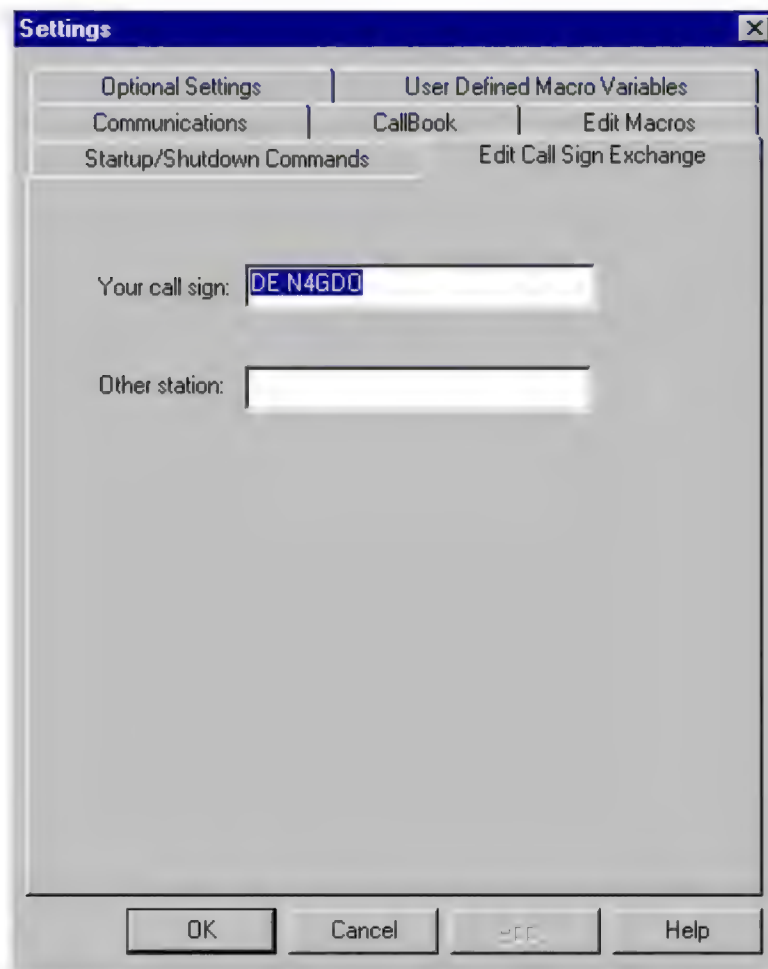 Settings
Optional Settings
User Defined Macro Variables
Communications
CallBook
Edit Macros
Startup/Shutdown Commands
Edit Call Sign Exchange
Your call sign: DE N4GDO
Other station:
OK
Cancel
Help